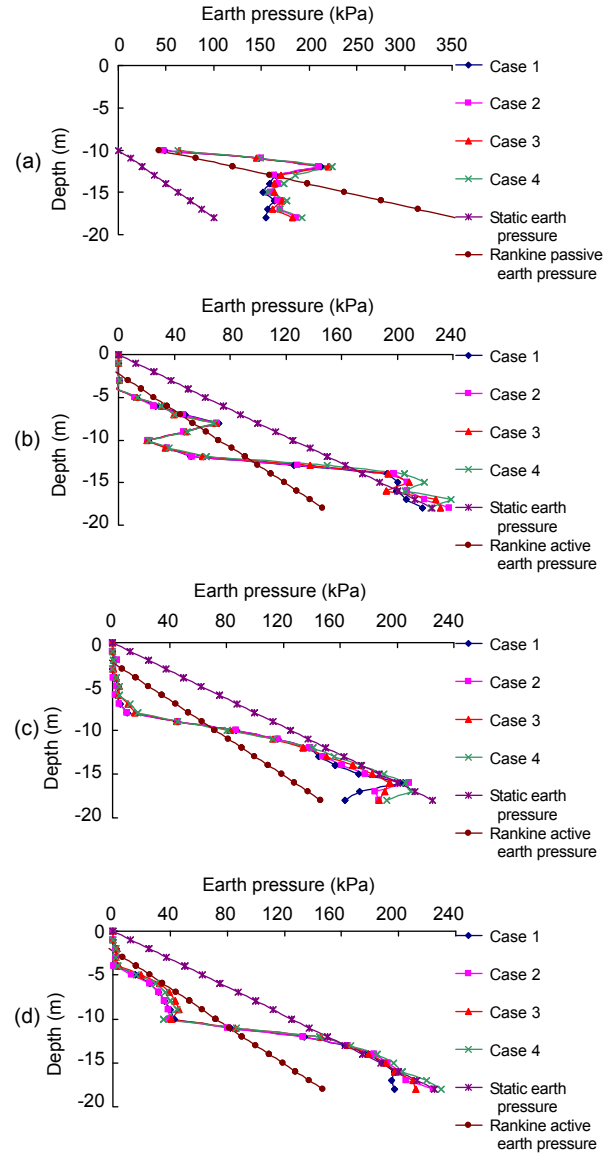 Earth pressure (kPa)
0 50 100 150 200 250 300 350
0
-5
-10
-15
-20
Depth (m)
(a)
Case 1
Case 2
Case 3
Case 4
Static earth
pressure
Rankine passive
earth pressure
Earth pressure (kPa)
0 40 80 120 160 200 240
0
-5
-10
-15
-20
Depth (m)
(b)
Case 1
Case 2
Case 3
Case 4
Static earth
pressure
Rankine active
earth pressure
Earth pressure (kPa)
0 40 80 120 160 200 240
0
-5
-10
-15
-20
Depth (m)
(c)
Case 1
Case 2
Case 3
Case 4
Static earth
pressure
Rankine active
earth pressure
Earth pressure (kPa)
0 40 80 120 160 200 240
0
-5
-10
-15
-20
Depth (m)
(d)
Case 1
Case 2
Case 3
Case 4
Static earth
pressure
Rankine active
earth pressure